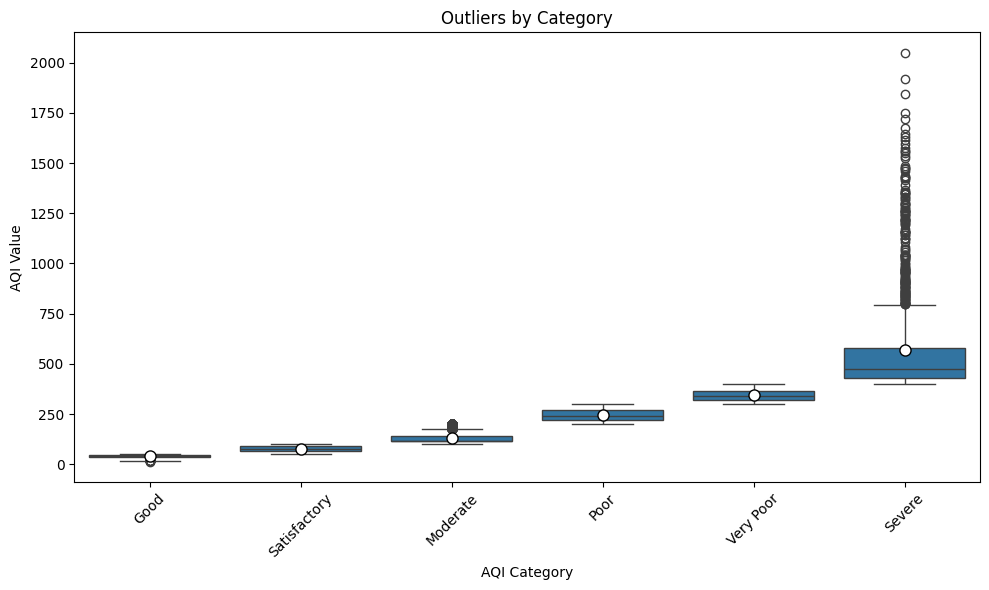 Outliers by Category
AQI Value
2000
1750
1500
1250
1000
750
500
250
0
Good
Satisfactory
Moderate
Poor
Very Poor
Severe
AQI Category